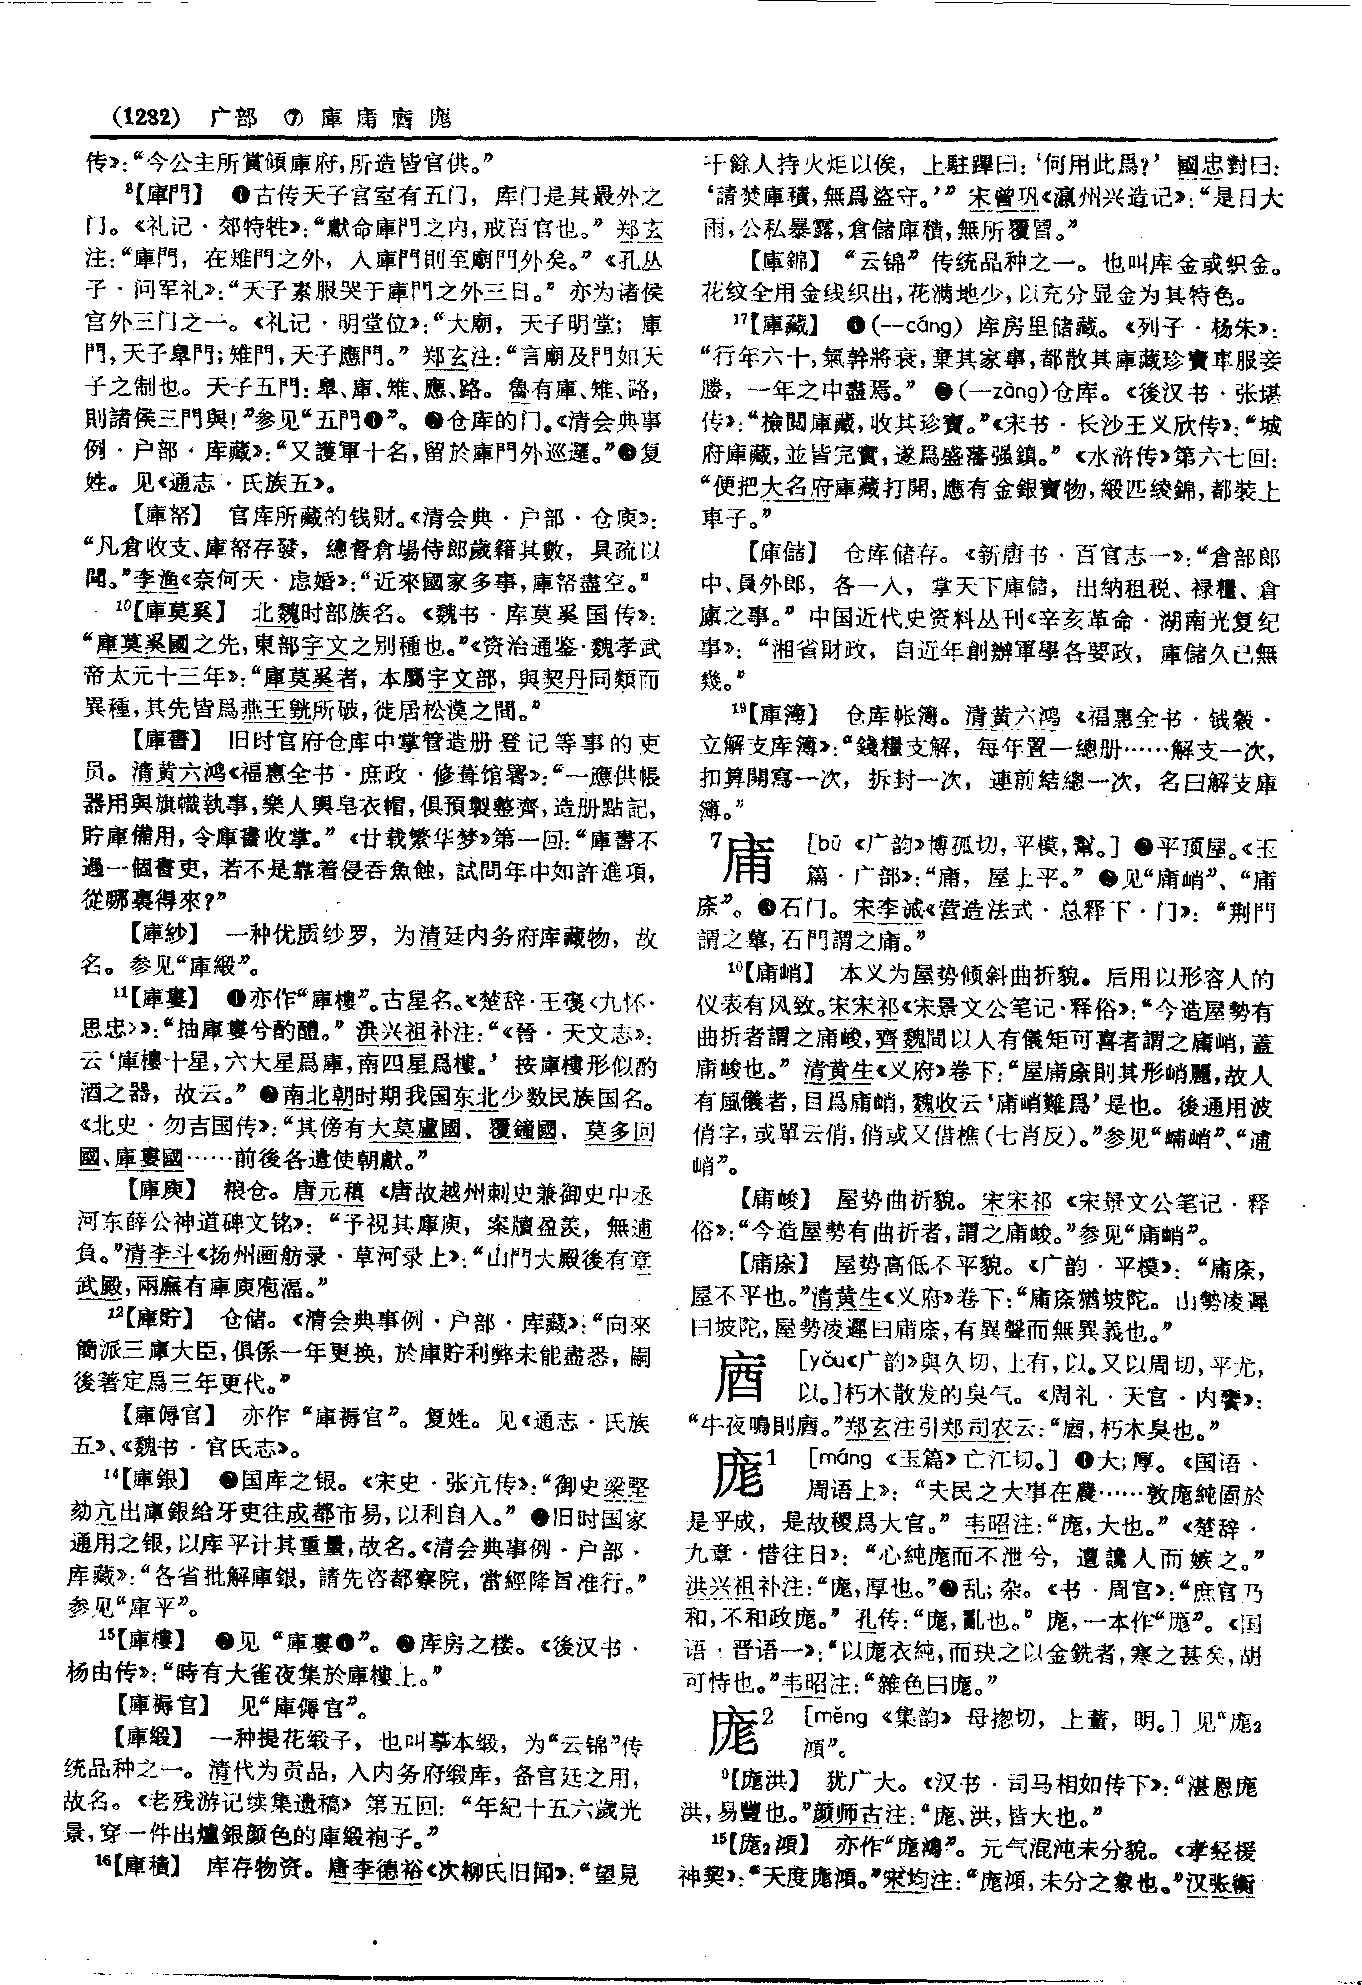 (1232) 广部 ⑦ 庫庯庮庬
传》：“今公主所賞傾庫府，所造皆官供。”
⁸【庫門】 ❶古传天子宫室有五门，库门是其最外之
门。《礼记·郊特牲》：“獻命庫門之内，戒百官也。”郑玄
注：“庫門，在雉門之外，入庫門則至廟門外矣。”《孔丛
子·问军礼》：“天子素服哭于庫門之外三日。”亦为诸侯
宫外三门之一。《礼记·明堂位》：“大廟，天子明堂；庫
門，天子皋門；雉門，天子應門。”郑玄注：“言廟及門如天
子之制也。天子五門：皋、庫、雉、應、路。魯有庫、雉、路，
則諸侯三門與！”参见“五門❶”。❷仓库的门。《清会典事
例·户部·库藏》：“又護軍十名，留於庫門外巡邏。”❸复
姓。见《通志·氏族五》。
【庫帑】 官库所藏的钱财。《清会典·户部·仓庾》：
“凡倉收支、庫帑存發，總督倉場侍郎歲籍其數，具疏以
聞。”李渔《奈何天·虑婚》：“近來國家多事，庫帑盡空。”
¹⁰【庫莫奚】 北魏时部族名。《魏书·库莫奚国传》：
“庫莫奚國之先，東部宇文之别種也。”《资治通鉴·魏孝武
帝太元十三年》：“庫莫奚者，本屬宇文部，與契丹同類而
異種，其先皆爲燕王皝所破，徙居松漠之間。”
【庫書】 旧时官府仓库中掌管造册登记等事的吏
员。清黄六鸿《福惠全书·庶政·修葺馆署》：“一應供帳
器用與旗幟執事，樂人輿皂衣帽，俱預製整齊，造册點記，
貯庫備用，令庫書收掌。”《廿载繁华梦》第一回：“庫書不
過一個書吏，若不是靠着侵吞魚蝕，試問年中如許進項，
從哪裏得來？”
【庫紗】 一种优质纱罗，为清廷内务府库藏物，故
名。参见“庫緞”。
¹¹【庫婁】 ❶亦作“庫樓”。古星名。《楚辞·王褒〈九怀·
思忠〉》：“抽庫婁兮酌醴。”洪兴祖补注：“《晉·天文志》：
云‘庫樓十星，六大星爲庫，南四星爲樓。’按庫樓形似酌
酒之器，故云。”❷南北朝时期我国东北少数民族国名。
《北史·勿吉国传》：“其傍有大莫盧國、覆鐘國、莫多回
國、庫婁國……前後各遣使朝獻。”
【庫庾】 粮仓。唐元稹《唐故越州刺史兼御史中丞
河东薛公神道碑文铭》：“予視其庫庾，案牘盈羨，無逋
負。”清李斗《扬州画舫录·草河录上》：“山門大殿後有意
武殿，兩廡有庫庾庖湢。”
¹²【庫貯】 仓储。《清会典事例·户部·库藏》：“向來
簡派三庫大臣，俱係一年更换，於庫貯利弊未能盡悉，嗣
後著定爲三年更代。”
【庫傉官】 亦作“庫褥官”。复姓。见《通志·氏族
五》、《魏书·官氏志》。
¹⁴【庫銀】 ❶国库之银。《宋史·张亢传》：“御史梁堅
劾亢出庫銀給牙吏往成都市易，以利自入。”❷旧时国家
通用之银，以库平计其重量，故名。《清会典事例·户部·
库藏》：“各省批解庫銀，請先咨都察院，當經降旨准行。”
参见“庫平”。
¹⁵【庫樓】 ❶见“庫婁❶”。❷库房之楼。《後汉书·
杨由传》：“時有大雀夜集於庫樓上。”
【庫褥官】 见“庫傉官”。
【庫緞】 一种提花缎子，也叫摹本缎，为“云锦”传
统品种之一。清代为贡品，入内务府缎库，备宫廷之用，
故名。《老残游记续集遗稿》第五回：“年紀十五六歲光
景，穿一件出爐銀颜色的庫緞袍子。”
¹⁶【庫積】 库存物资。唐李德裕《次柳氏旧闻》：“望見
千餘人持火炬以俟，上駐蹕曰：‘何用此爲？’國忠對曰：
‘請焚庫積，無爲盜守。’”宋曾巩《瀛州兴造记》：“是日大
雨，公私暴露，倉儲庫積，無所覆冒。”
【庫錦】 “云锦”传统品种之一。也叫库金或织金。
花纹全用金线织出，花满地少，以充分显金为其特色。
¹⁷【庫藏】 ❶(—cáng) 库房里储藏。《列子·杨朱》：
“行年六十，氣幹將衰，棄其家事，都散其庫藏珍寶車服妾
媵，一年之中盡焉。”❷(—zàng)仓库。《後汉书·张堪
传》：“檢閲庫藏，收其珍寶。”《宋书·长沙王义欣传》：“城
府庫藏，並皆完實，遂爲盛藩强鎮。”《水浒传》第六七回：
“便把大名府庫藏打開，應有金銀寶物，緞匹綾錦，都裝上
車子。”
【庫儲】 仓库储存。《新唐书·百官志一》：“倉部郎
中、員外郎，各一人，掌天下庫儲，出納租税、禄糧、倉
廩之事。”中国近代史资料丛刊《辛亥革命·湖南光复纪
事》：“湘省財政，自近年創辦軍學各要政，庫儲久已無
幾。”
¹⁹【庫簿】 仓库帐簿。清黄六鸿《福惠全书·钱穀·
立解支库簿》：“錢糧支解，每年置一總册……解支一次，
扣算開寫一次，拆封一次，連前結總一次，名曰解支庫
簿。”
⁷庯 [bū《广韵》博孤切，平模，幫。] ❶平顶屋。《玉
篇·广部》：“庯，屋上平。”❷见“庯峭”、“庯
庩”。❸石门。宋李诫《营造法式·总释下·门》：“荆門
謂之蓽，石門謂之庯。”
¹⁰【庯峭】 本义为屋势倾斜曲折貌。后用以形容人的
仪表有风致。宋宋祁《宋景文公笔记·释俗》：“今造屋勢有
曲折者謂之庯峻，齊魏間以人有儀矩可喜者謂之庯峭，蓋
庯峻也。”清黄生《义府》卷下：“屋庯庩則其形峭麗，故人
有風儀者，目爲庯峭，魏收云‘庯峭難爲’是也。後通用波
俏字，或單云俏，俏或又借樵（七肖反）。”参见“峬峭”、“逋
峭”。
【庯峻】 屋势曲折貌。宋宋祁《宋景文公笔记·释
俗》：“今造屋勢有曲折者，謂之庯峻。”参见“庯峭”。
【庯庩】 屋势高低不平貌。《广韵·平模》：“庯庩，
屋不平也。”清黄生《义府》卷下：“庯庩猶坡陀。山勢凌遲
曰坡陀，屋勢凌遲曰庯庩，有異聲而無異義也。”
庮 [yǒu《广韵》與久切，上有，以。又以周切，平尤，
以。]朽木散发的臭气。《周礼·天官·内饔》：
“牛夜鳴則庮。”郑玄注引郑司农云：“庮，朽木臭也。”
庬¹ [máng《玉篇》亡江切。] ❶大；厚。《国语·
周语上》：“夫民之大事在農……敦庬純固於
是乎成，是故稷爲大官。”韦昭注：“庬，大也。”《楚辞·
九章·惜往日》：“心純庬而不泄兮，遭讒人而嫉之。”
洪兴祖补注：“庬，厚也。”❷乱；杂。《书·周官》：“庶官乃
和，不和政庬。”孔传：“庬，亂也。”庬，一本作“厖”。《国
语·晋语一》：“以庬衣純，而玦之以金銑者，寒之甚矣，胡
可恃也。”韦昭注：“雜色曰庬。”
庬² [měng《集韵》母揔切，上董，明。] 见“庬₂
澒”。
⁹【庬洪】 犹广大。《汉书·司马相如传下》：“湛恩庬
洪，易豐也。”颜师古注：“庬、洪，皆大也。”
¹⁵【庬₂澒】 亦作“庬鴻”。元气混沌未分貌。《孝经援
神契》：“天度庬澒。”宋均注：“庬澒，未分之象也。”汉张衡